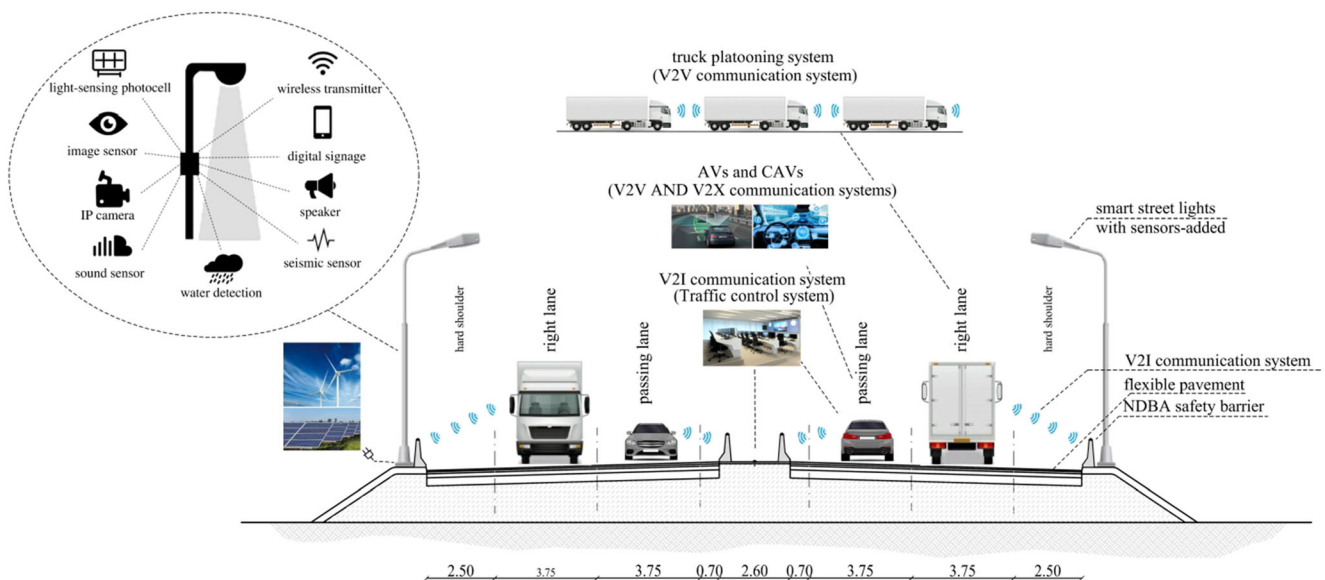 light-sensing photocell
wireless transmitter
image sensor
digital signage
IP camera
speaker
sound sensor
seismic sensor
water detection
truck platooning system
(V2V communication system)
AVs and CAVs
(V2V AND V2X communication systems)
V2I communication system
(Traffic control system)
smart street lights
with sensors-added
hard shoulder
right lane
passing lane
passing lane
right lane
hard shoulder
V2I communication system
flexible pavement
NDBA safety barrier
2.50 3.75 3.75 0.70 2.60 0.70 3.75 3.75 2.50